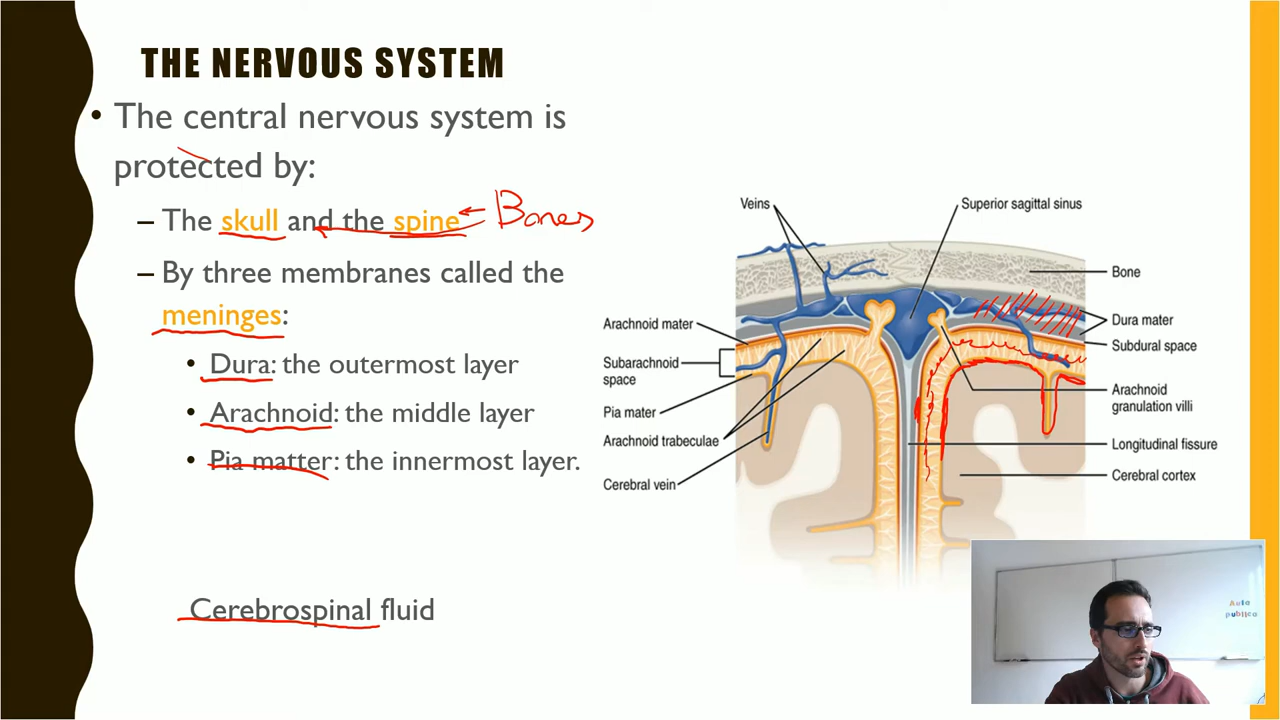 THE NERVOUS SYSTEM
• The central nervous system is
protected by:
– The skull and the spine
Bones
– By three membranes called the
meninges:
• Dura: the outermost layer
• Arachnoid: the middle layer
• Pia matter: the innermost layer.
Cerebrospinal fluid
Veins
Superior sagittal sinus
Bone
Arachnoid mater
Dura mater
Subdural space
Subarachnoid
space
Arachnoid
granulation villi
Pia mater
Arachnoid trabeculae
Longitudinal fissure
Cerebral vein
Cerebral cortex
Aula
publica